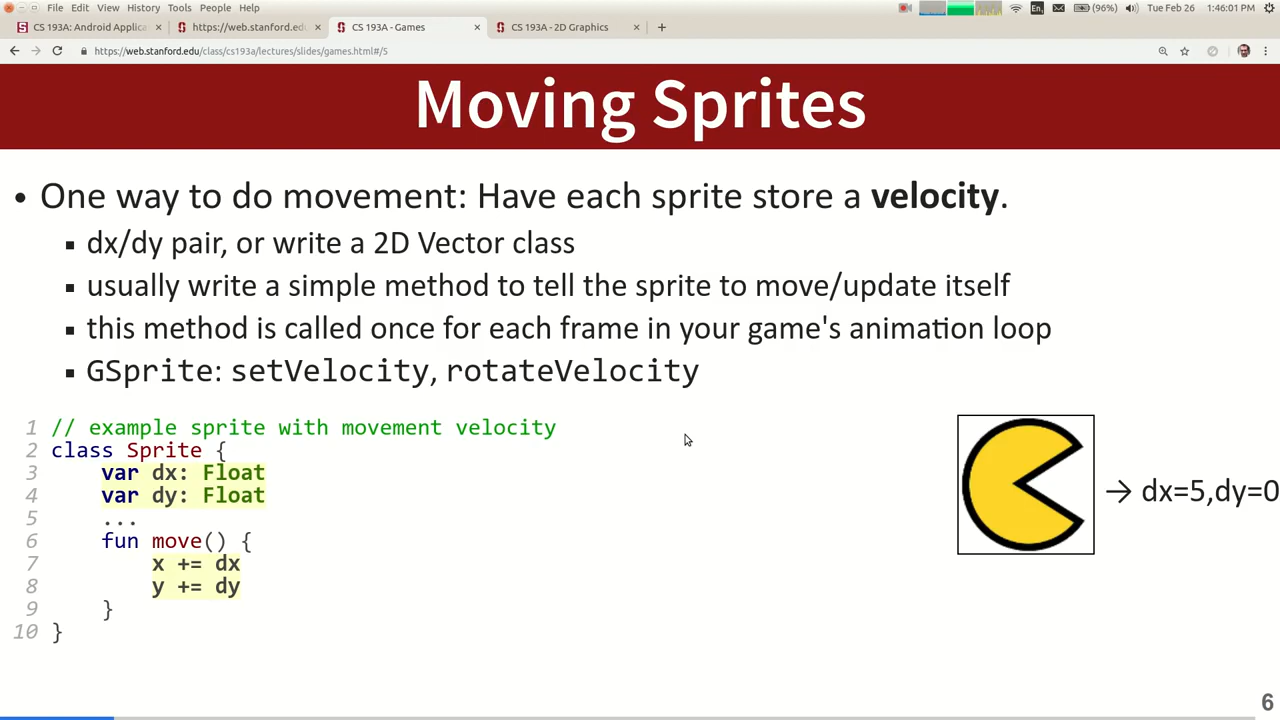 File Edit View History Tools People Help En (96%) Tue Feb 26 1:46:01 PM
CS 193A: Android Applica × https://web.stanford.edu × CS 193A - Games × CS 193A - 2D Graphics × +
https://web.stanford.edu/class/cs193a/lectures/slides/games.html#/5
Moving Sprites
• One way to do movement: Have each sprite store a velocity.
▪ dx/dy pair, or write a 2D Vector class
▪ usually write a simple method to tell the sprite to move/update itself
▪ this method is called once for each frame in your game's animation loop
▪ GSprite: setVelocity, rotateVelocity
1 // example sprite with movement velocity
2 class Sprite {
3 var dx: Float
4 var dy: Float
5 ...
6 fun move() {
7 x += dx
8 y += dy
9 }
10 }
→ dx=5,dy=0
6